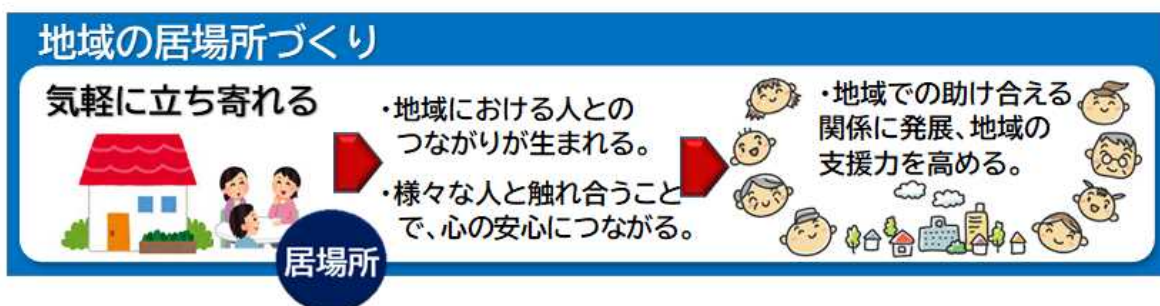 地域の居場所づくり
気軽に立ち寄れる
居場所
・地域における人との
つながりが生まれる。
・様々な人と触れ合うこと
で、心の安心につながる。
・地域での助け合える
関係に発展、地域の
支援力を高める。